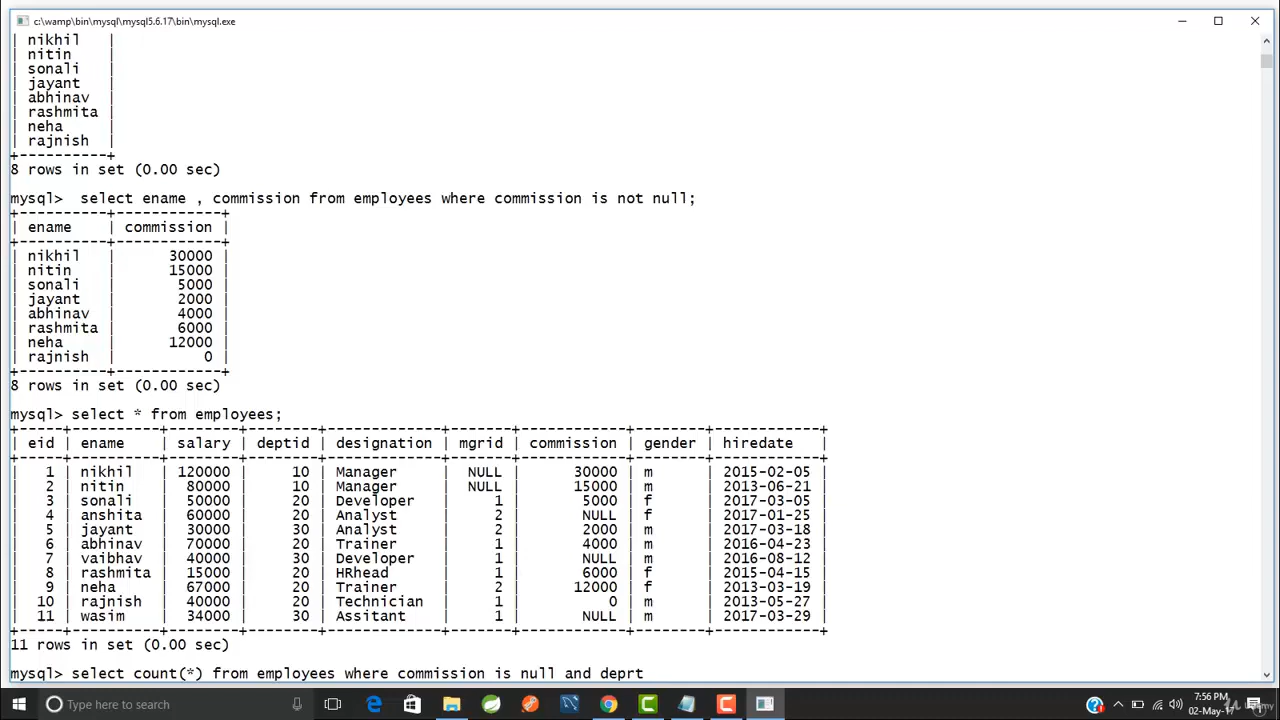 c:\wamp\bin\mysql\mysql5.6.17\bin\mysql.exe
| nikhil   |
| nitin    |
| sonali   |
| jayant   |
| abhinav  |
| rashmita |
| neha     |
| rajnish  |
+----------+
8 rows in set (0.00 sec)
mysql>  select ename , commission from employees where commission is not null;
+----------+------------+
| ename    | commission |
+----------+------------+
| nikhil   |      30000 |
| nitin    |      15000 |
| sonali   |       5000 |
| jayant   |       2000 |
| abhinav  |       4000 |
| rashmita |       6000 |
| neha     |      12000 |
| rajnish  |          0 |
+----------+------------+
8 rows in set (0.00 sec)
mysql> select * from employees;
+-----+----------+--------+--------+-------------+-------+------------+--------+------------+
| eid | ename    | salary | deptid | designation | mgrid | commission | gender | hiredate   |
+-----+----------+--------+--------+-------------+-------+------------+--------+------------+
|   1 | nikhil   | 120000 |     10 | Manager     |  NULL |      30000 | m      | 2015-02-05 |
|   2 | nitin    |  80000 |     10 | Manager     |  NULL |      15000 | m      | 2013-06-21 |
|   3 | sonali   |  50000 |     20 | Developer   |     1 |       5000 | f      | 2017-03-05 |
|   4 | anshita  |  60000 |     20 | Analyst     |     2 |       NULL | f      | 2017-01-25 |
|   5 | jayant   |  30000 |     30 | Analyst     |     2 |       2000 | m      | 2017-03-18 |
|   6 | abhinav  |  70000 |     20 | Trainer     |     1 |       4000 | m      | 2016-04-23 |
|   7 | vaibhav  |  40000 |     30 | Developer   |     1 |       NULL | m      | 2016-08-12 |
|   8 | rashmita |  15000 |     20 | HRhead      |     1 |       6000 | f      | 2015-04-15 |
|   9 | neha     |  67000 |     20 | Trainer     |     2 |      12000 | f      | 2013-03-19 |
|  10 | rajnish  |  40000 |     20 | Technician  |     1 |          0 | m      | 2013-05-27 |
|  11 | wasim    |  34000 |     30 | Assitant    |     1 |       NULL | m      | 2017-03-29 |
+-----+----------+--------+--------+-------------+-------+------------+--------+------------+
11 rows in set (0.00 sec)
mysql> select count(*) from employees where commission is null and deprt
Type here to search
7:56 PM